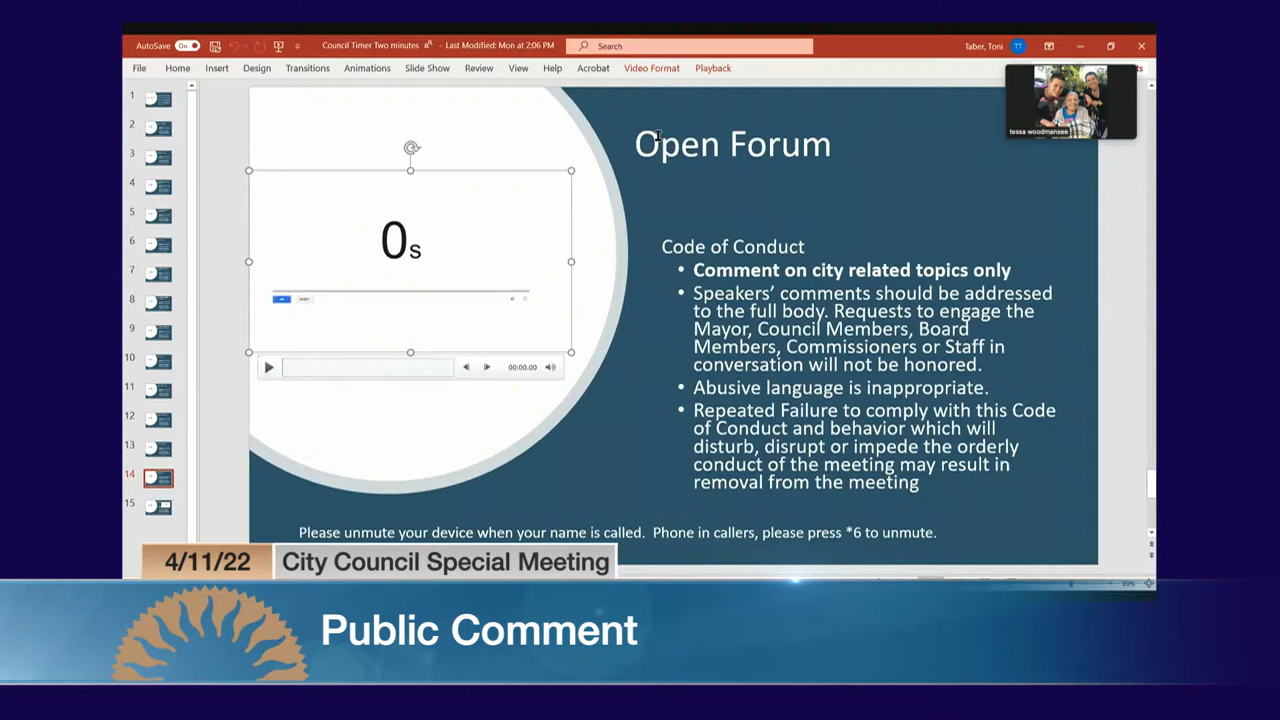 AutoSave On Council Timer Two minutes - Last Modified: Mon at 2:06 PM Search Taber, Toni TT
File Home Insert Design Transitions Animations Slide Show Review View Help Acrobat Video Format Playback
tessa woodmansee
1
2
3
4
5
6
7
8
9
10
11
12
13
14
15
Open Forum
0s
00:00.00
Code of Conduct
• Comment on city related topics only
• Speakers’ comments should be addressed
to the full body. Requests to engage the
Mayor, Council Members, Board
Members, Commissioners or Staff in
conversation will not be honored.
• Abusive language is inappropriate.
• Repeated Failure to comply with this Code
of Conduct and behavior which will
disturb, disrupt or impede the orderly
conduct of the meeting may result in
removal from the meeting
Please unmute your device when your name is called. Phone in callers, please press *6 to unmute.
99%
4/11/22 City Council Special Meeting
Public Comment